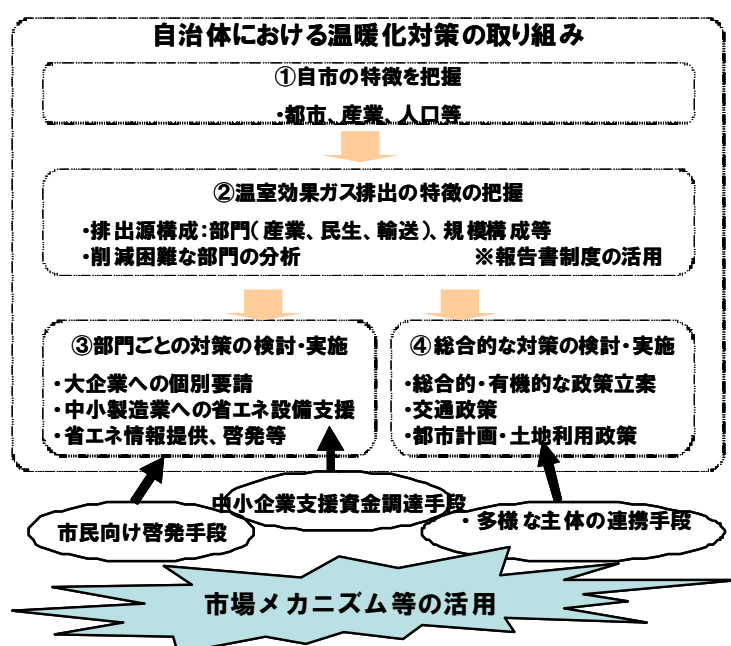 自治体における温暖化対策の取り組み
①自市の特徴を把握
・都市、産業、人口等
②温室効果ガス排出の特徴の把握
・排出源構成：部門（産業、民生、輸送）、規模構成等
・削減困難な部門の分析 ※報告書制度の活用
③部門ごとの対策の検討・実施
・大企業への個別要請
・中小製造業への省エネ設備支援
・省エネ情報提供、啓発等
④総合的な対策の検討・実施
・総合的・有機的な政策立案
・交通政策
・都市計画・土地利用政策
中小企業支援資金調達手段
市民向け啓発手段
・多様な主体の連携手段
市場メカニズム等の活用